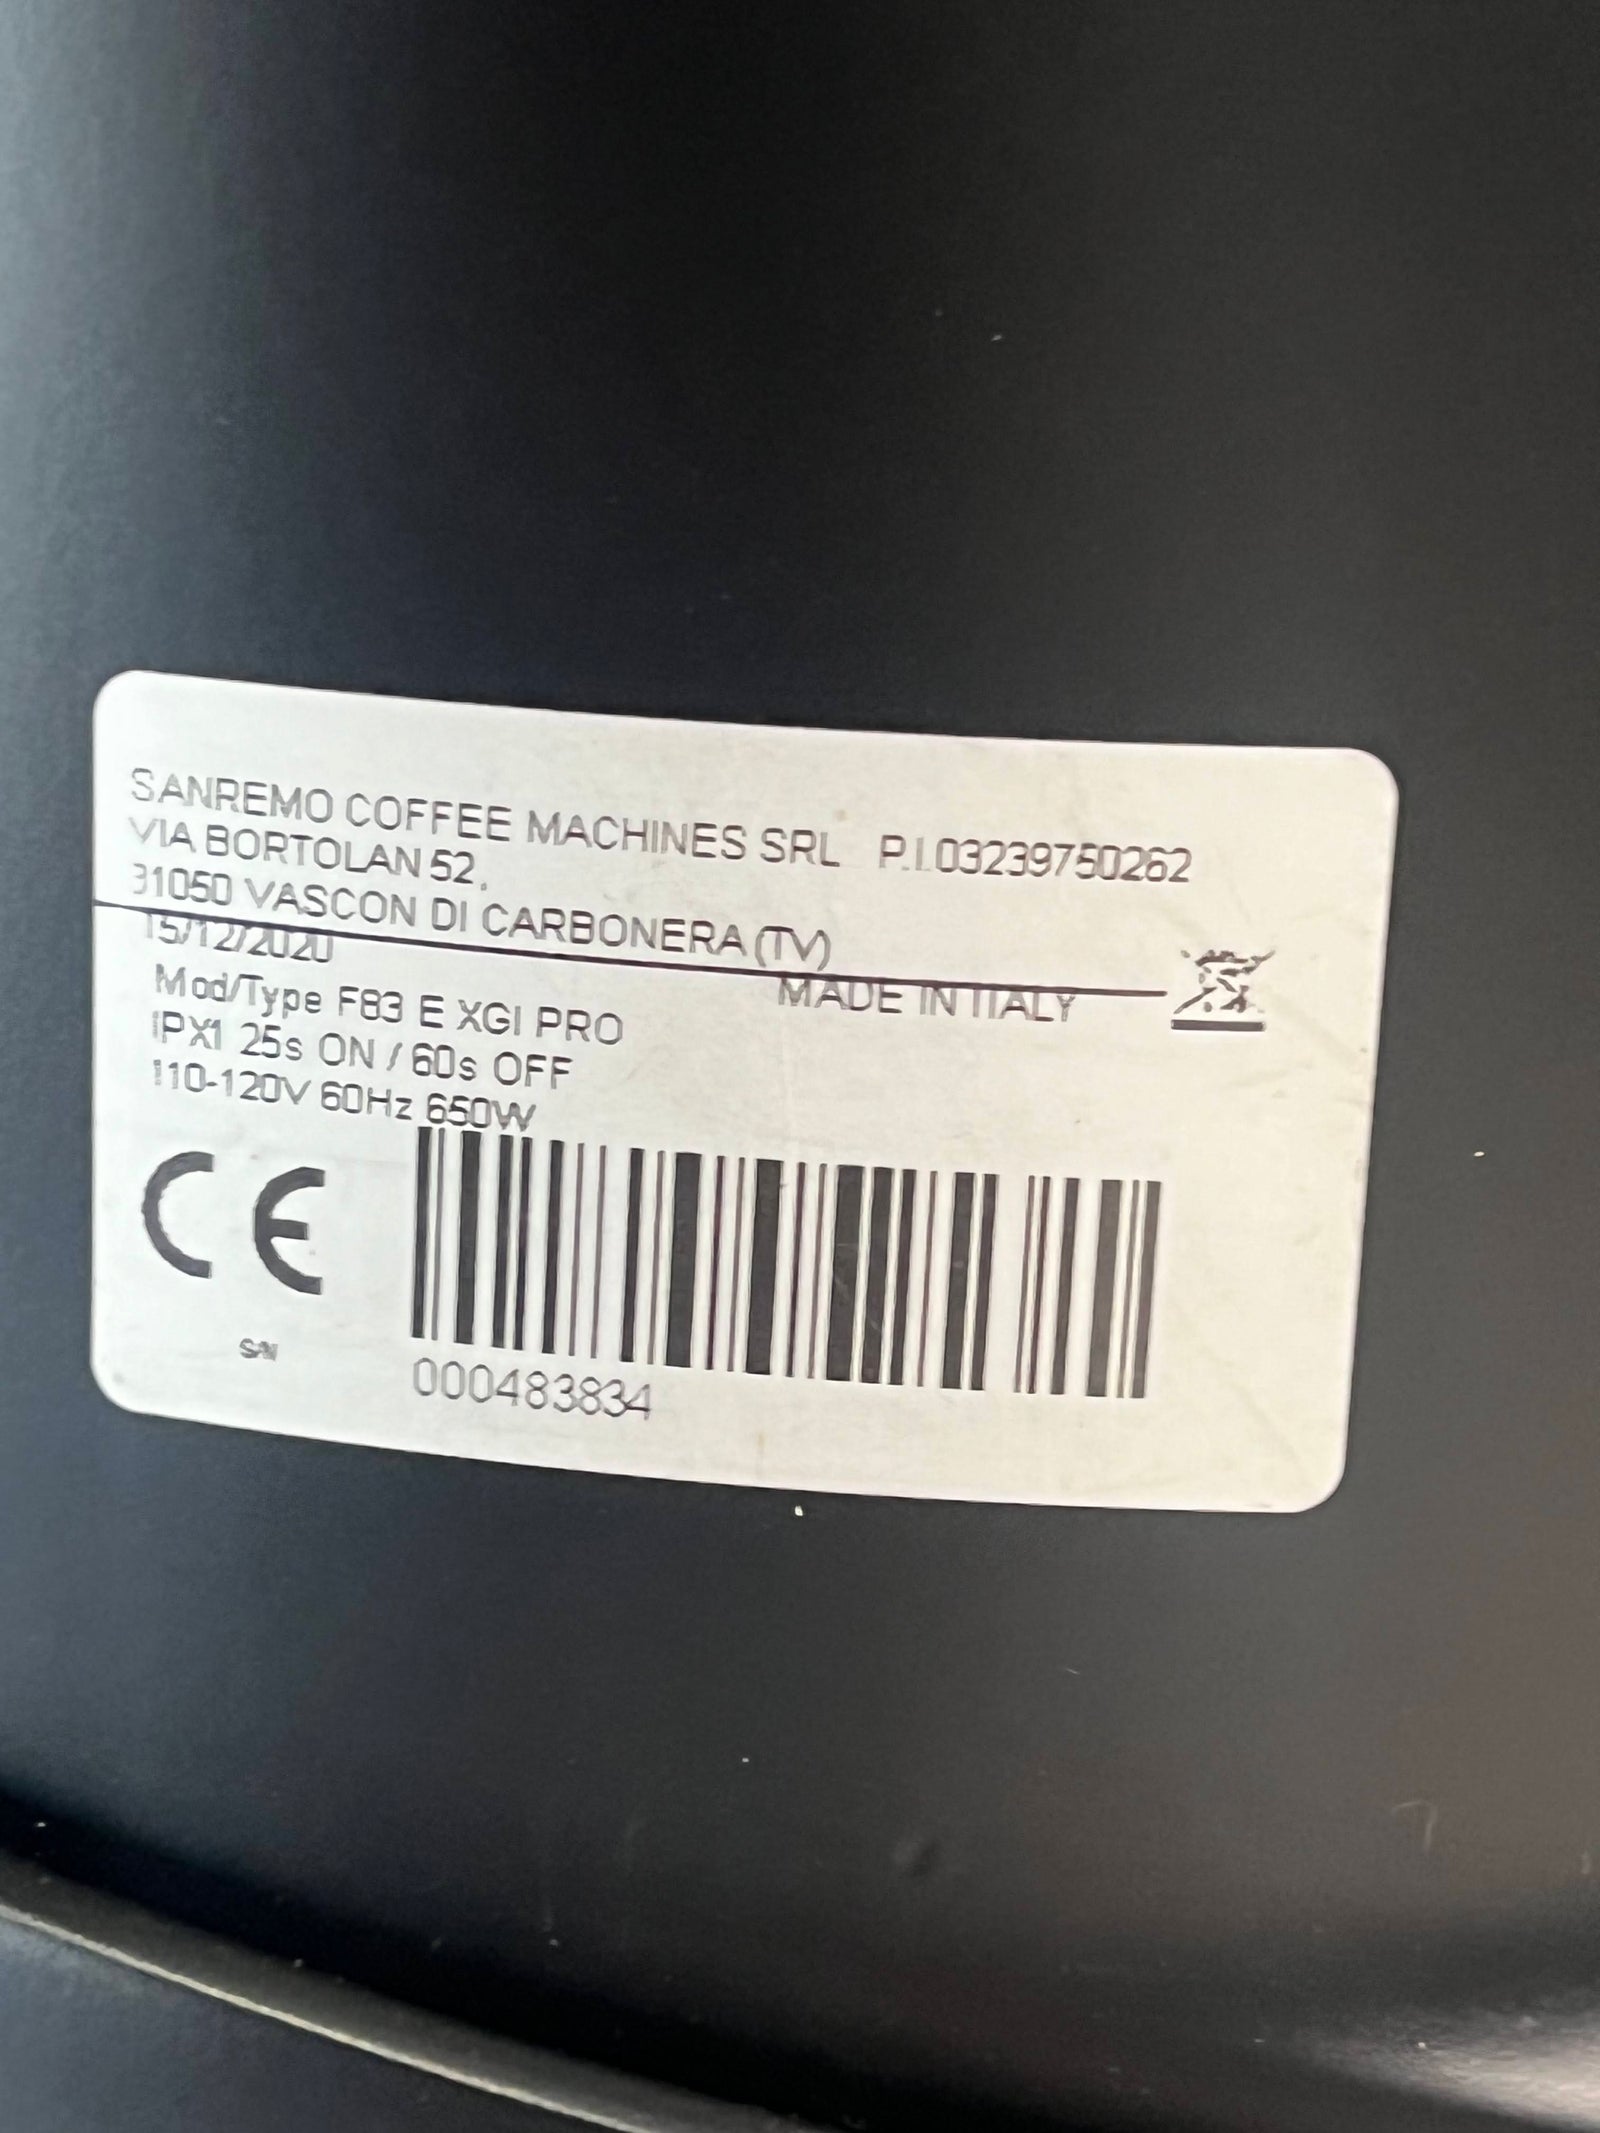 SANREMO COFFEE MACHINES SRL P.I.03239750262
VIA BORTOLAN 52,
31050 VASCON DI CARBONERA (TV)
15/12/2020
MADE IN ITALY
Mod/Type F83 E XGI PRO
IPX1 25s ON / 60s OFF
110-120V 60Hz 650W
CE
S/N
000483834